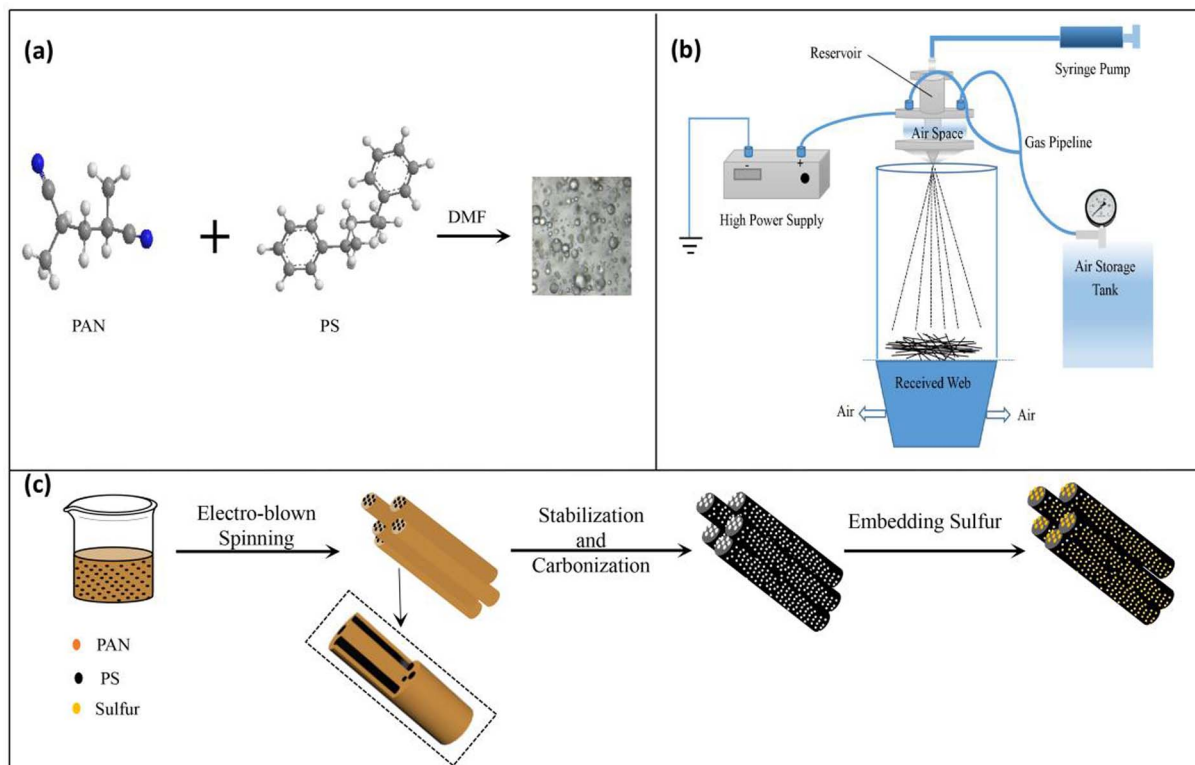 (a)
PAN
+
PS
DMF
(b)
Reservoir
Syringe Pump
Air Space
Gas Pipeline
-
+
High Power Supply
Air Storage
Tank
Received Web
Air
Air
(c)
Electro-blown
Spinning
Stabilization
and
Carbonization
Embedding Sulfur
PAN
PS
Sulfur